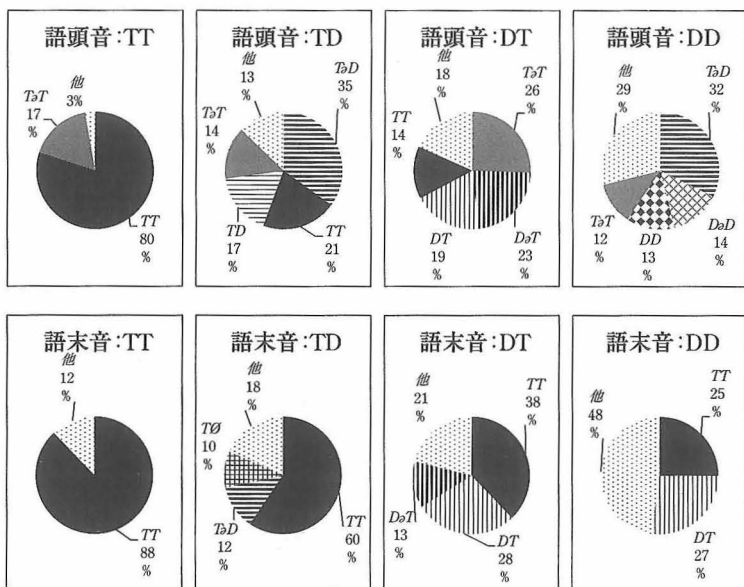 語頭音:TT
他
3%
TəT
17
%
TT
80
%
語頭音:TD
他
13
%
TəD
35
%
TəT
14
%
TD
17
%
TT
21
%
語頭音:DT
他
18
%
TəT
26
%
TT
14
%
DT
19
%
DəT
23
%
語頭音:DD
他
29
%
TəD
32
%
TəT
12
%
DD
13
%
DəD
14
%
語末音:TT
他
12
%
TT
88
%
語末音:TD
他
18
%
TØ
10
%
TəD
12
%
TT
60
%
語末音:DT
他
21
%
TT
38
%
DəT
13
%
DT
28
%
語末音:DD
他
48
%
TT
25
%
DT
27
%